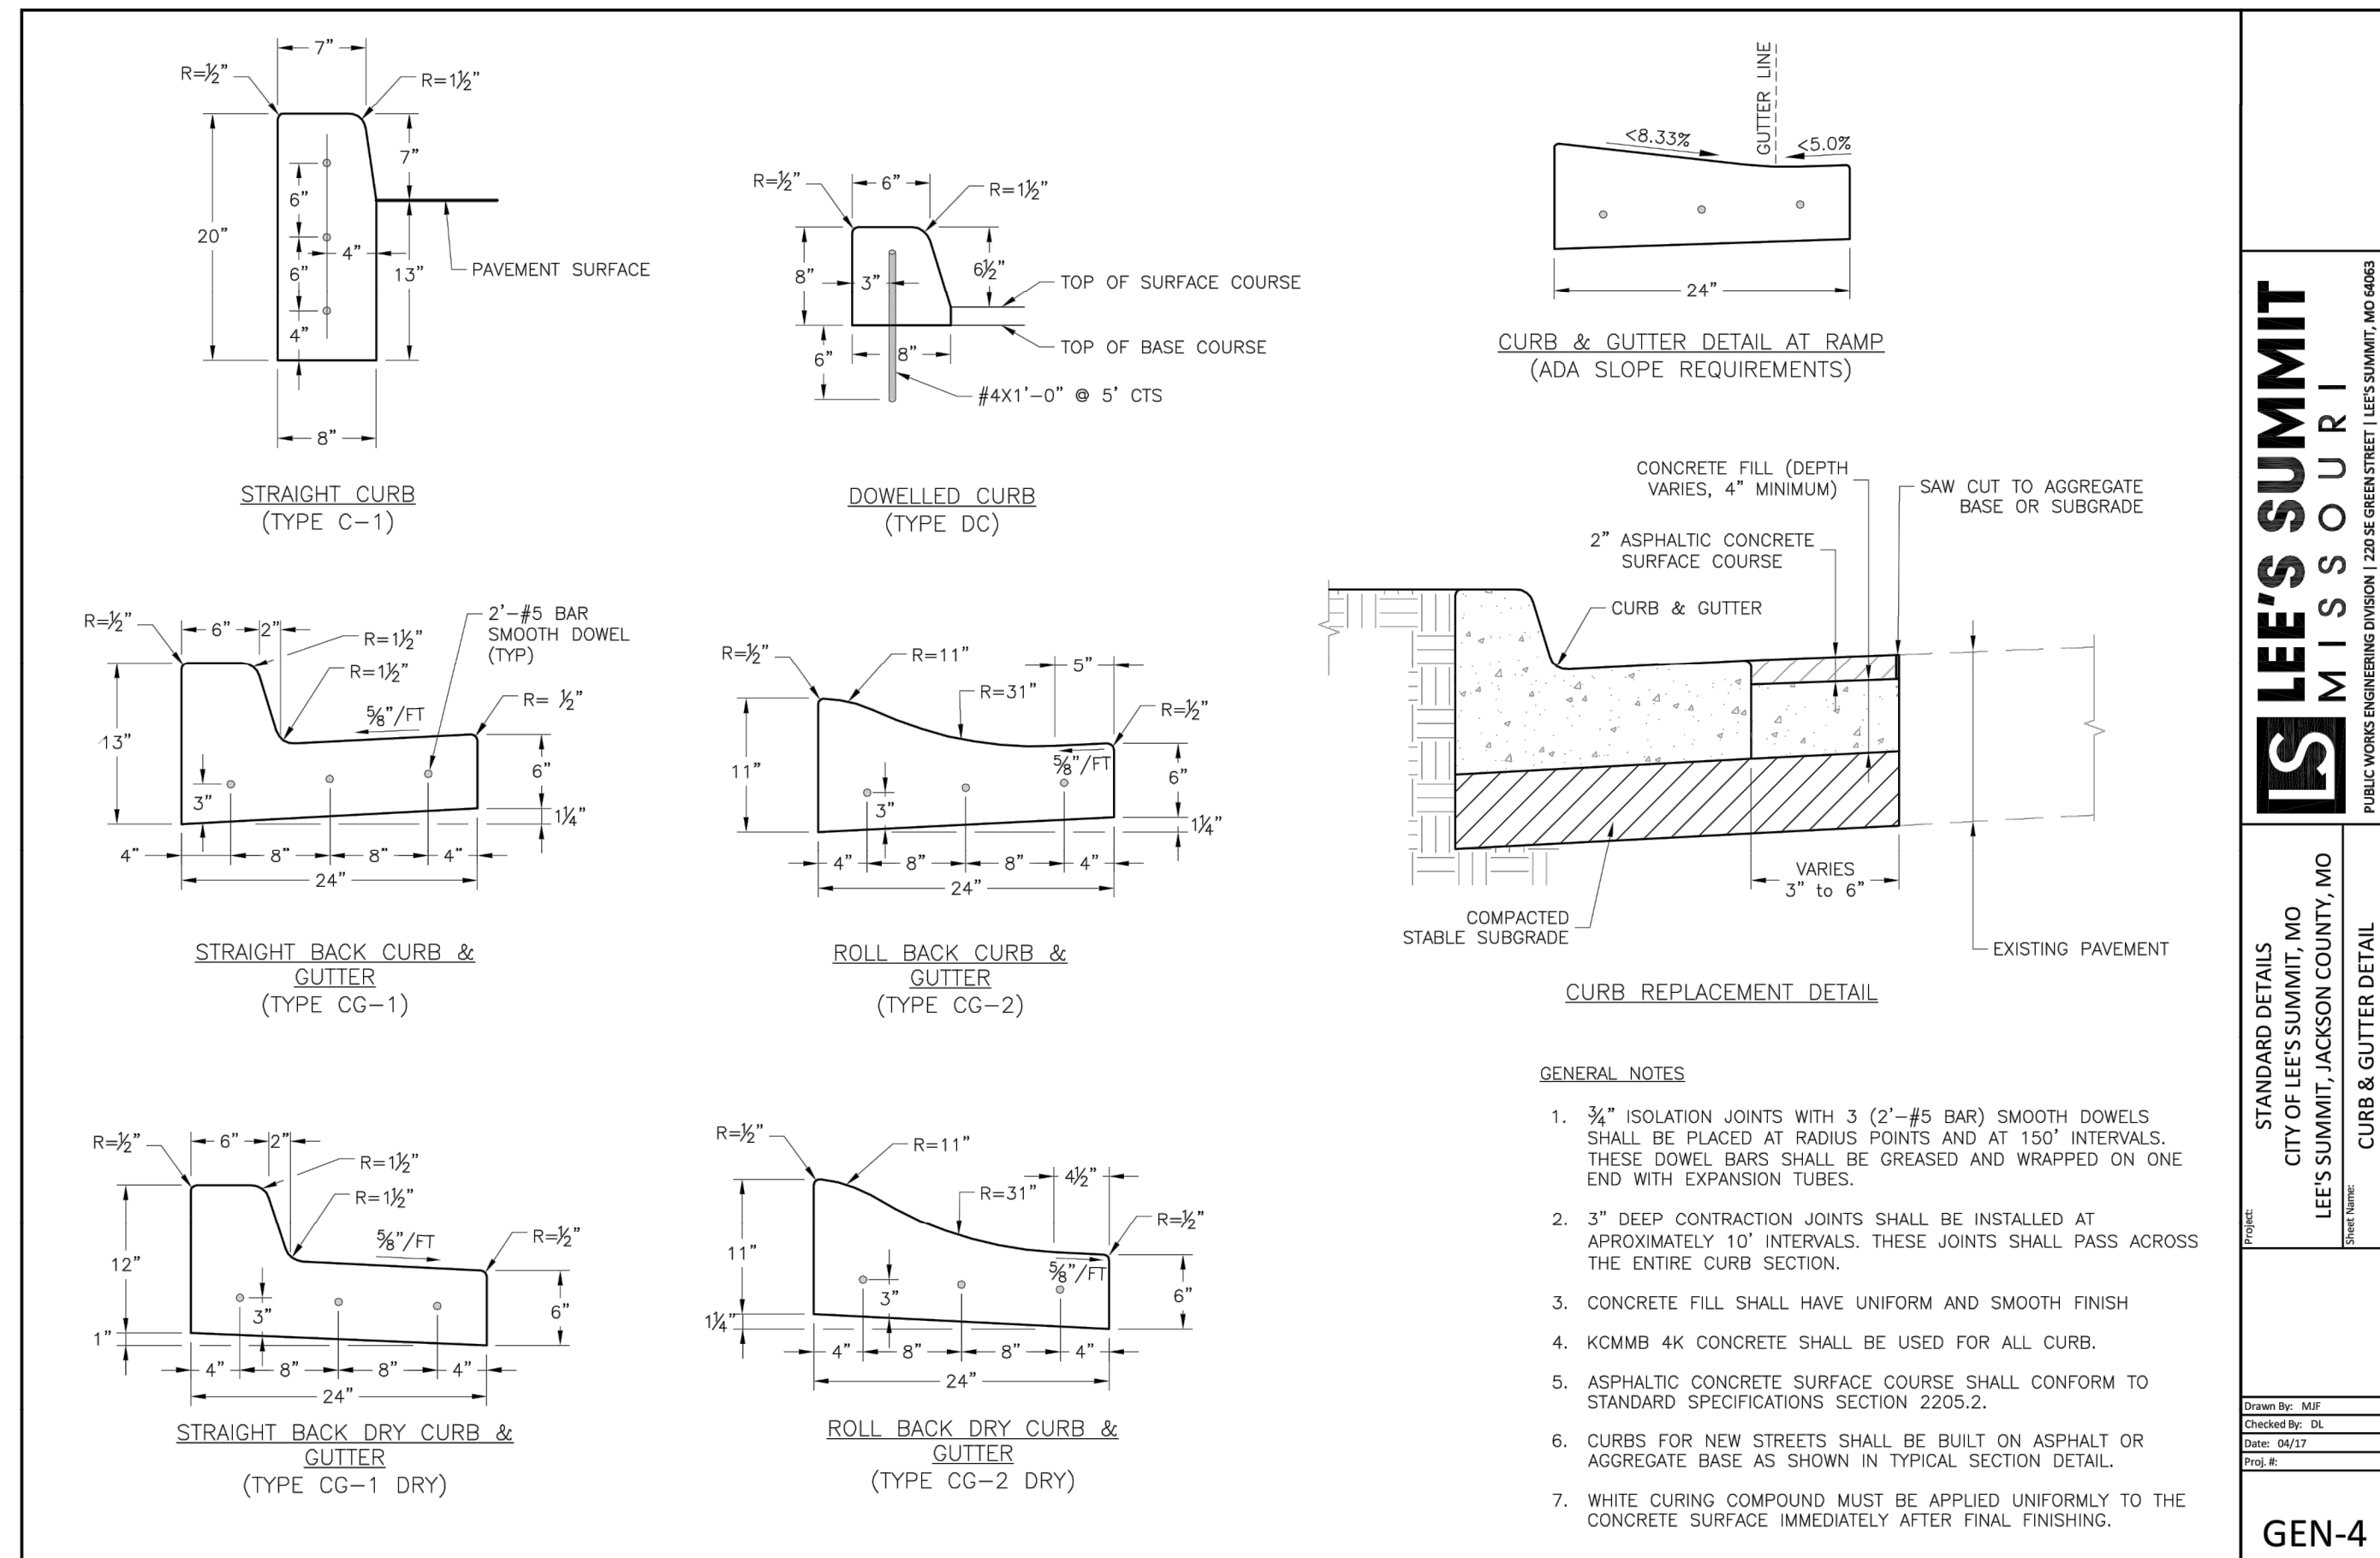 7"
R=½"
R=1½"
7"
6"
20"
4"
6"
13"
PAVEMENT SURFACE
4"
8"
STRAIGHT CURB
(TYPE C-1)
R=½"
6"
R=1½"
8"
3"
6½"
TOP OF SURFACE COURSE
6"
8"
TOP OF BASE COURSE
#4X1'-0" @ 5' CTS
DOWELLED CURB
(TYPE DC)
GUTTER LINE
<8.33%
<5.0%
24"
CURB & GUTTER DETAIL AT RAMP
(ADA SLOPE REQUIREMENTS)
R=½"
6"
2"
R=1½"
R=1½"
2'-#5 BAR
SMOOTH DOWEL
(TYP)
R= ½"
⅝"/FT
13"
3"
6"
1¼"
4"
8"
8"
4"
24"
STRAIGHT BACK CURB &
GUTTER
(TYPE CG-1)
R=½"
R=11"
R=31"
5"
R=½"
11"
⅝"/FT
3"
6"
1¼"
4"
8"
8"
4"
24"
ROLL BACK CURB &
GUTTER
(TYPE CG-2)
CONCRETE FILL (DEPTH
VARIES, 4" MINIMUM)
SAW CUT TO AGGREGATE
BASE OR SUBGRADE
2" ASPHALTIC CONCRETE
SURFACE COURSE
CURB & GUTTER
VARIES
3" to 6"
COMPACTED
STABLE SUBGRADE
EXISTING PAVEMENT
CURB REPLACEMENT DETAIL
R=½"
6"
2"
R=1½"
R=1½"
⅝"/FT
R=½"
12"
3"
6"
1"
4"
8"
8"
4"
24"
STRAIGHT BACK DRY CURB &
GUTTER
(TYPE CG-1 DRY)
R=½"
R=11"
R=31"
4½"
R=½"
11"
⅝"/FT
3"
6"
1¼"
4"
8"
8"
4"
24"
ROLL BACK DRY CURB &
GUTTER
(TYPE CG-2 DRY)
GENERAL NOTES
1. ¾" ISOLATION JOINTS WITH 3 (2'-#5 BAR) SMOOTH DOWELS
SHALL BE PLACED AT RADIUS POINTS AND AT 150' INTERVALS.
THESE DOWEL BARS SHALL BE GREASED AND WRAPPED ON ONE
END WITH EXPANSION TUBES.
2. 3" DEEP CONTRACTION JOINTS SHALL BE INSTALLED AT
APROXIMATELY 10' INTERVALS. THESE JOINTS SHALL PASS ACROSS
THE ENTIRE CURB SECTION.
3. CONCRETE FILL SHALL HAVE UNIFORM AND SMOOTH FINISH
4. KCMMB 4K CONCRETE SHALL BE USED FOR ALL CURB.
5. ASPHALTIC CONCRETE SURFACE COURSE SHALL CONFORM TO
STANDARD SPECIFICATIONS SECTION 2205.2.
6. CURBS FOR NEW STREETS SHALL BE BUILT ON ASPHALT OR
AGGREGATE BASE AS SHOWN IN TYPICAL SECTION DETAIL.
7. WHITE CURING COMPOUND MUST BE APPLIED UNIFORMLY TO THE
CONCRETE SURFACE IMMEDIATELY AFTER FINAL FINISHING.
LS
LEE'S SUMMIT
MISSOURI
PUBLIC WORKS ENGINEERING DIVISION | 220 SE GREEN STREET | LEE'S SUMMIT, MO 64063
Project:
STANDARD DETAILS
CITY OF LEE'S SUMMIT, MO
LEE'S SUMMIT, JACKSON COUNTY, MO
Sheet Name:
CURB & GUTTER DETAIL
Drawn By: MJF
Checked By: DL
Date: 04/17
Proj. #:
GEN-4